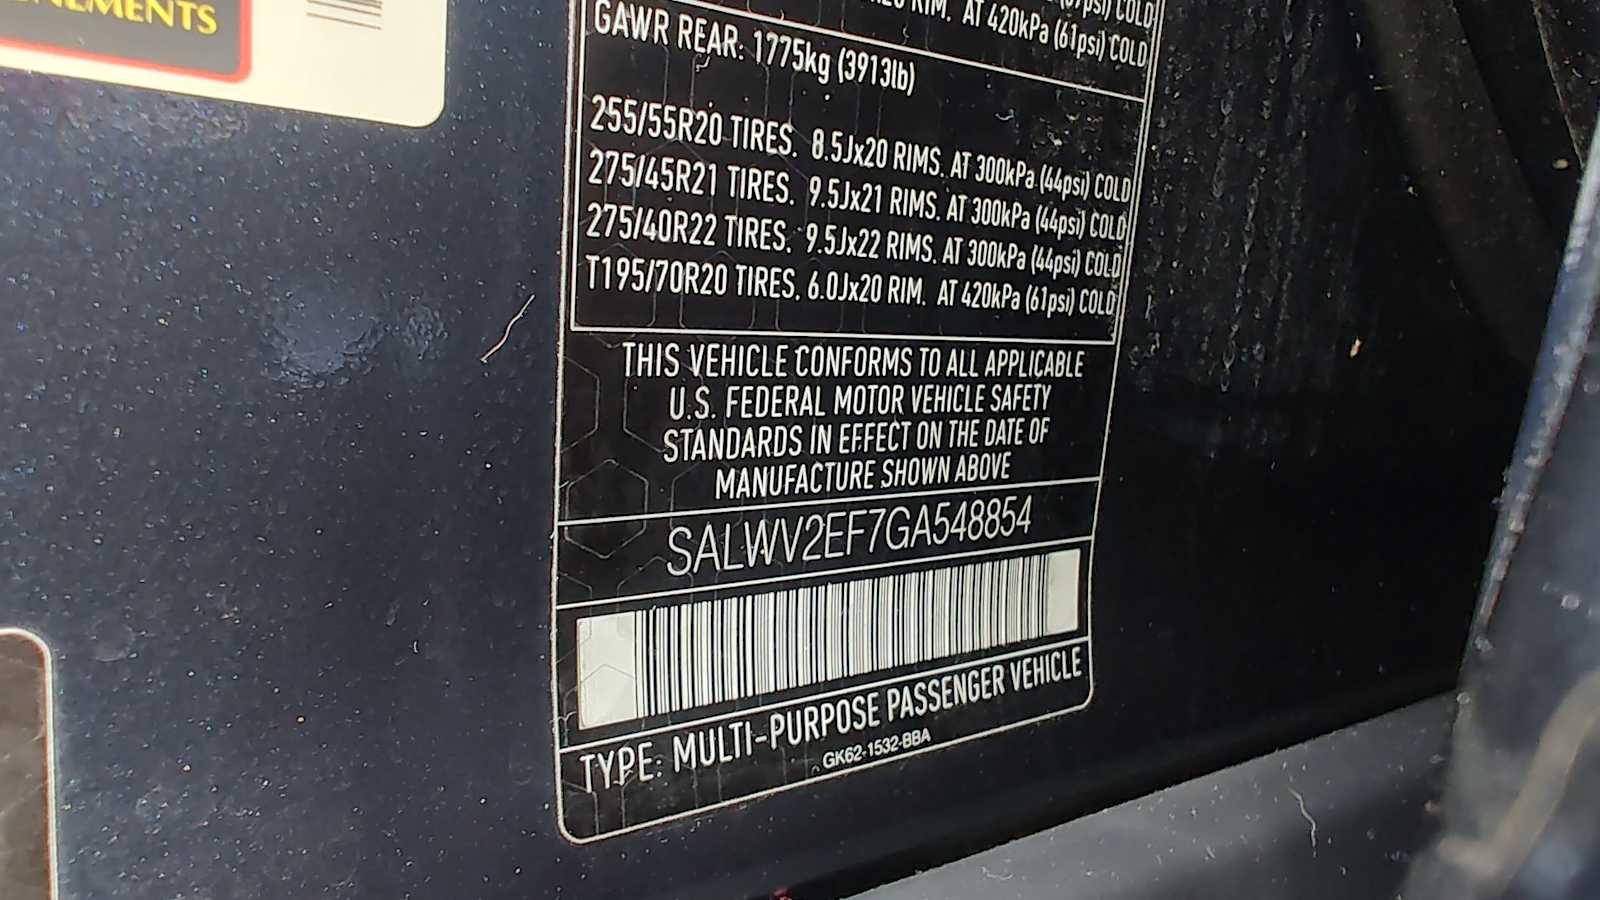 NEMENTS
(67psi) COLD
RIM. AT 420kPa (61psi) COLD
GAWR REAR: 1775kg (3913lb)
255/55R20 TIRES. 8.5Jx20 RIMS. AT 300kPa (44psi) COLD
275/45R21 TIRES. 9.5Jx21 RIMS. AT 300kPa (44psi) COLD
275/40R22 TIRES. 9.5Jx22 RIMS. AT 300kPa (44psi) COLD
T195/70R20 TIRES. 6.0Jx20 RIM. AT 420kPa (61psi) COLD
THIS VEHICLE CONFORMS TO ALL APPLICABLE
U.S. FEDERAL MOTOR VEHICLE SAFETY
STANDARDS IN EFFECT ON THE DATE OF
MANUFACTURE SHOWN ABOVE
SALWV2EF7GA548854
TYPE: MULTI-PURPOSE PASSENGER VEHICLE
GK62-1532-BBA